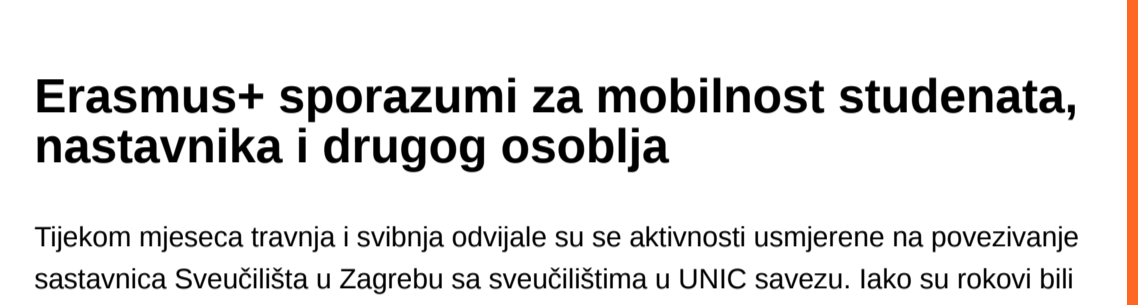 Erasmus+ sporazumi za mobilnost studenata,
nastavnika i drugog osoblja
Tijekom mjeseca travnja i svibnja odvijale su se aktivnosti usmjerene na povezivanje
sastavnica Sveučilišta u Zagrebu sa sveučilištima u UNIC savezu. Iako su rokovi bili